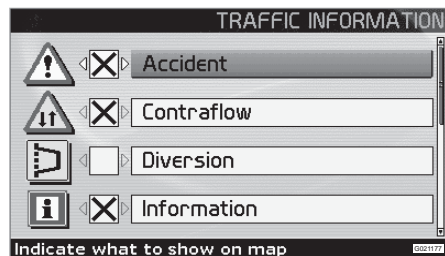 TRAFFIC INFORMATION
Accident
Contraflow
Diversion
Information
Indicate what to show on map
G021177